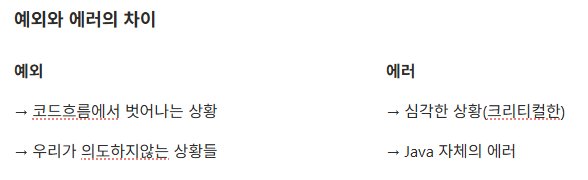 예외와 에러의 차이
예외
→ 코드흐름에서 벗어나는 상황
→ 우리가 의도하지않는 상황들
에러
→ 심각한 상황(크리티컬한)
→ Java 자체의 에러